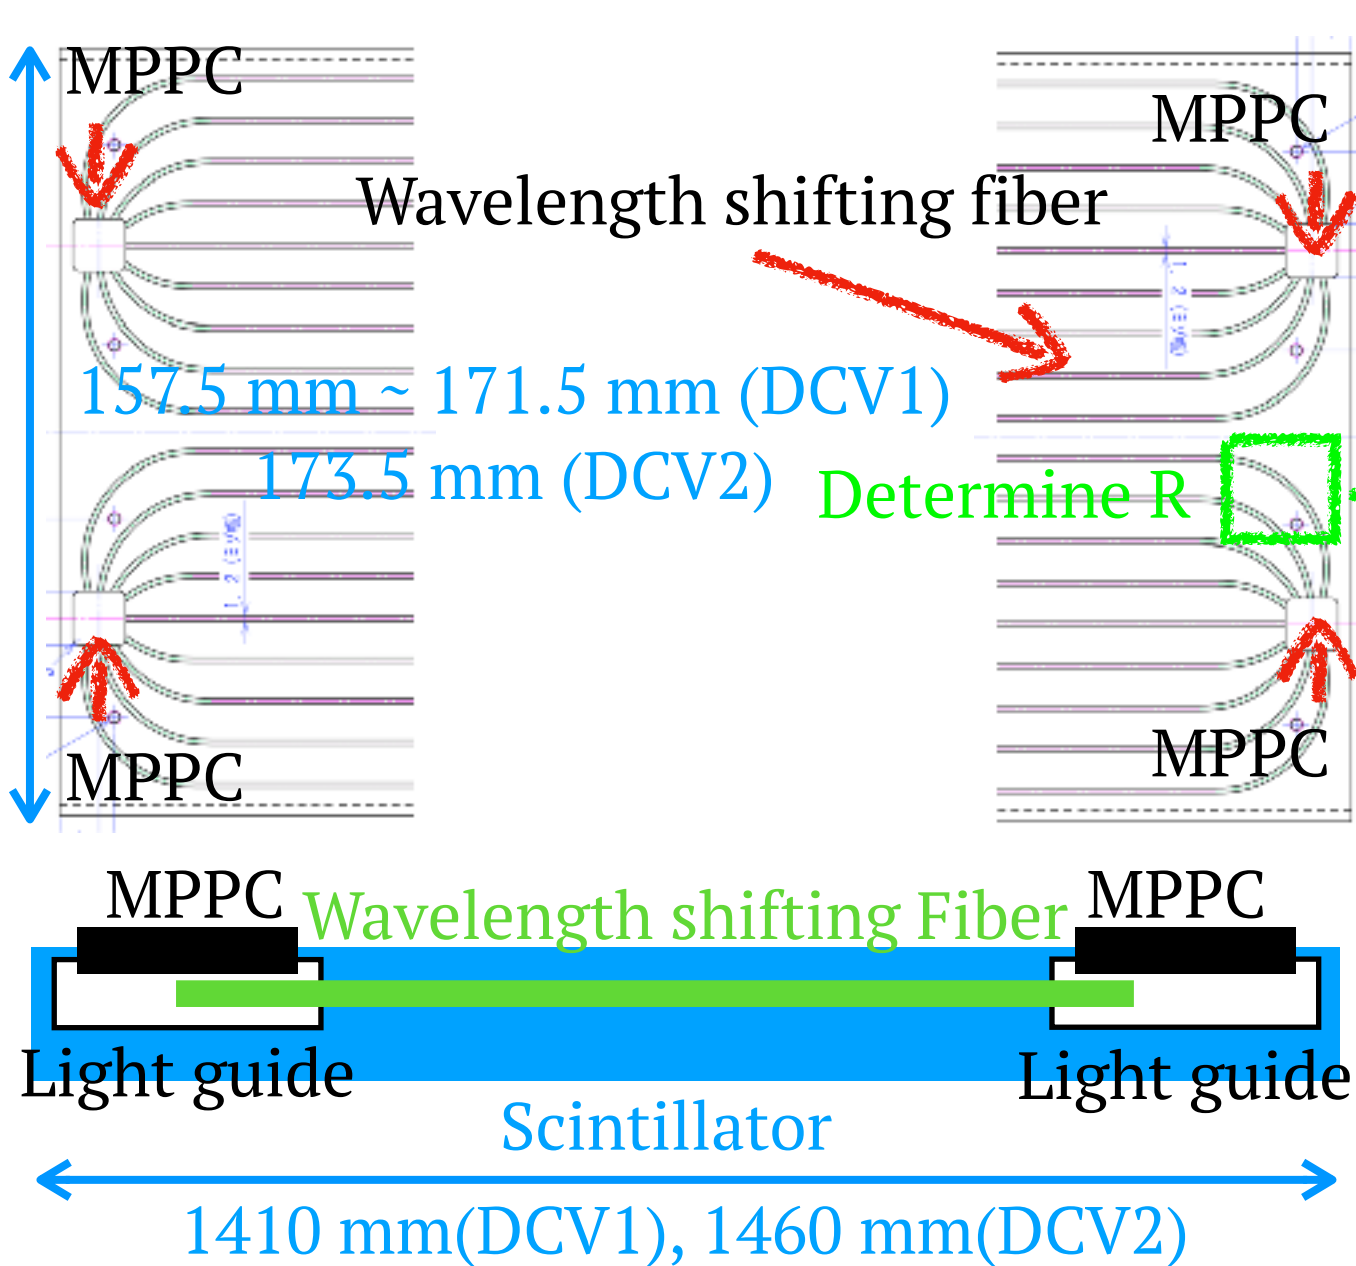 MPPC
MPPC
Wavelength shifting fiber
157.5 mm ~ 171.5 mm (DCV1)
173.5 mm (DCV2)
Determine R
MPPC
MPPC
MPPC
Wavelength shifting Fiber
MPPC
Light guide
Light guide
Scintillator
1410 mm(DCV1), 1460 mm(DCV2)